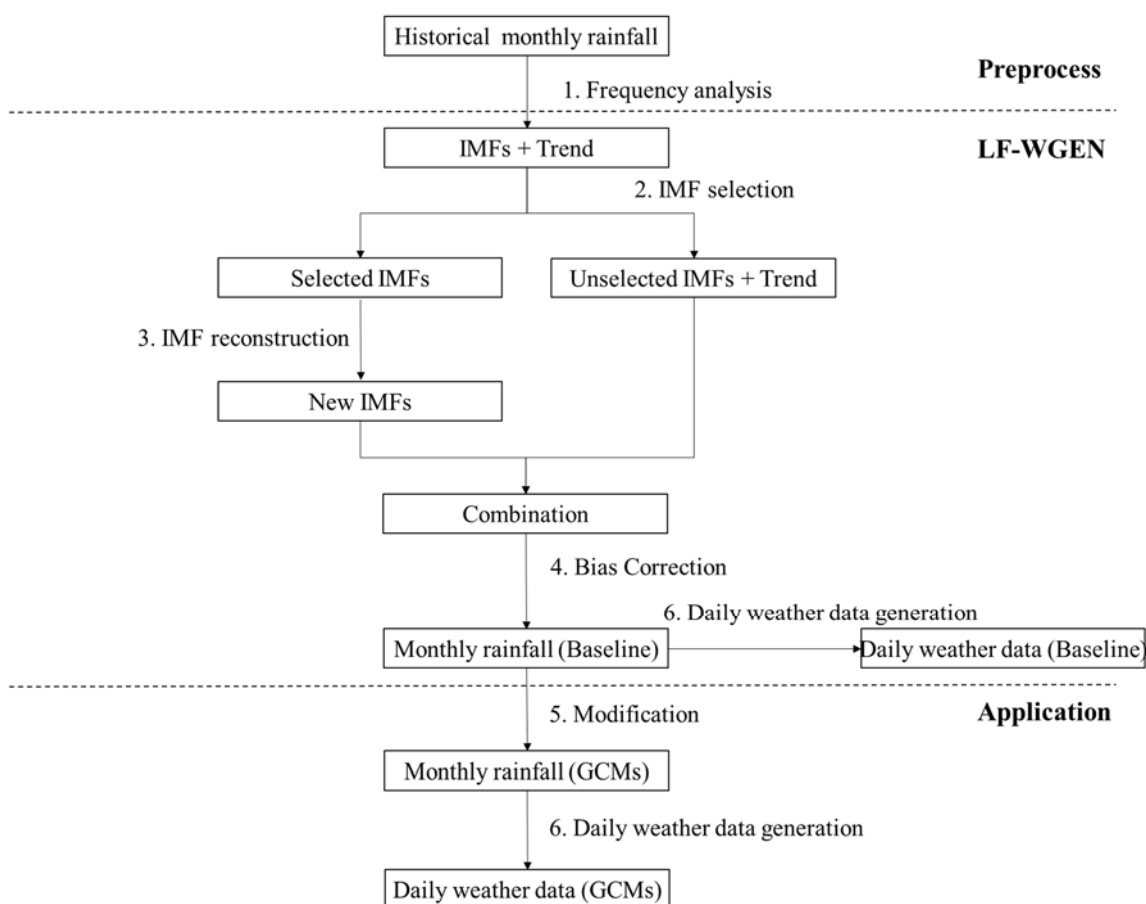 Historical monthly rainfall
Preprocess
1. Frequency analysis
IMFs + Trend
LF-WGEN
2. IMF selection
Selected IMFs
Unselected IMFs + Trend
3. IMF reconstruction
New IMFs
Combination
4. Bias Correction
6. Daily weather data generation
Monthly rainfall (Baseline)
Daily weather data (Baseline)
5. Modification
Application
Monthly rainfall (GCMs)
6. Daily weather data generation
Daily weather data (GCMs)